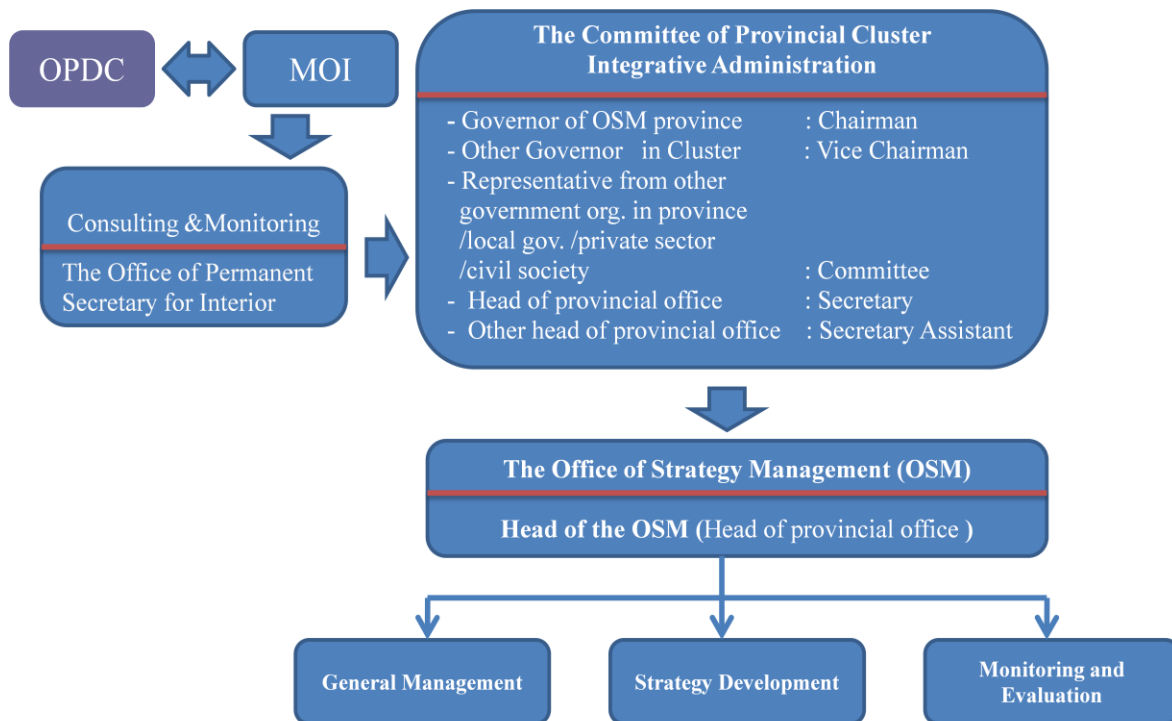 OPDC
MOI
The Committee of Provincial Cluster
Integrative Administration
- Governor of OSM province : Chairman
- Other Governor in Cluster : Vice Chairman
- Representative from other
government org. in province
/local gov. /private sector
/civil society : Committee
- Head of provincial office : Secretary
- Other head of provincial office : Secretary Assistant
Consulting &Monitoring
The Office of Permanent
Secretary for Interior
The Office of Strategy Management (OSM)
Head of the OSM (Head of provincial office )
General Management
Strategy Development
Monitoring and
Evaluation